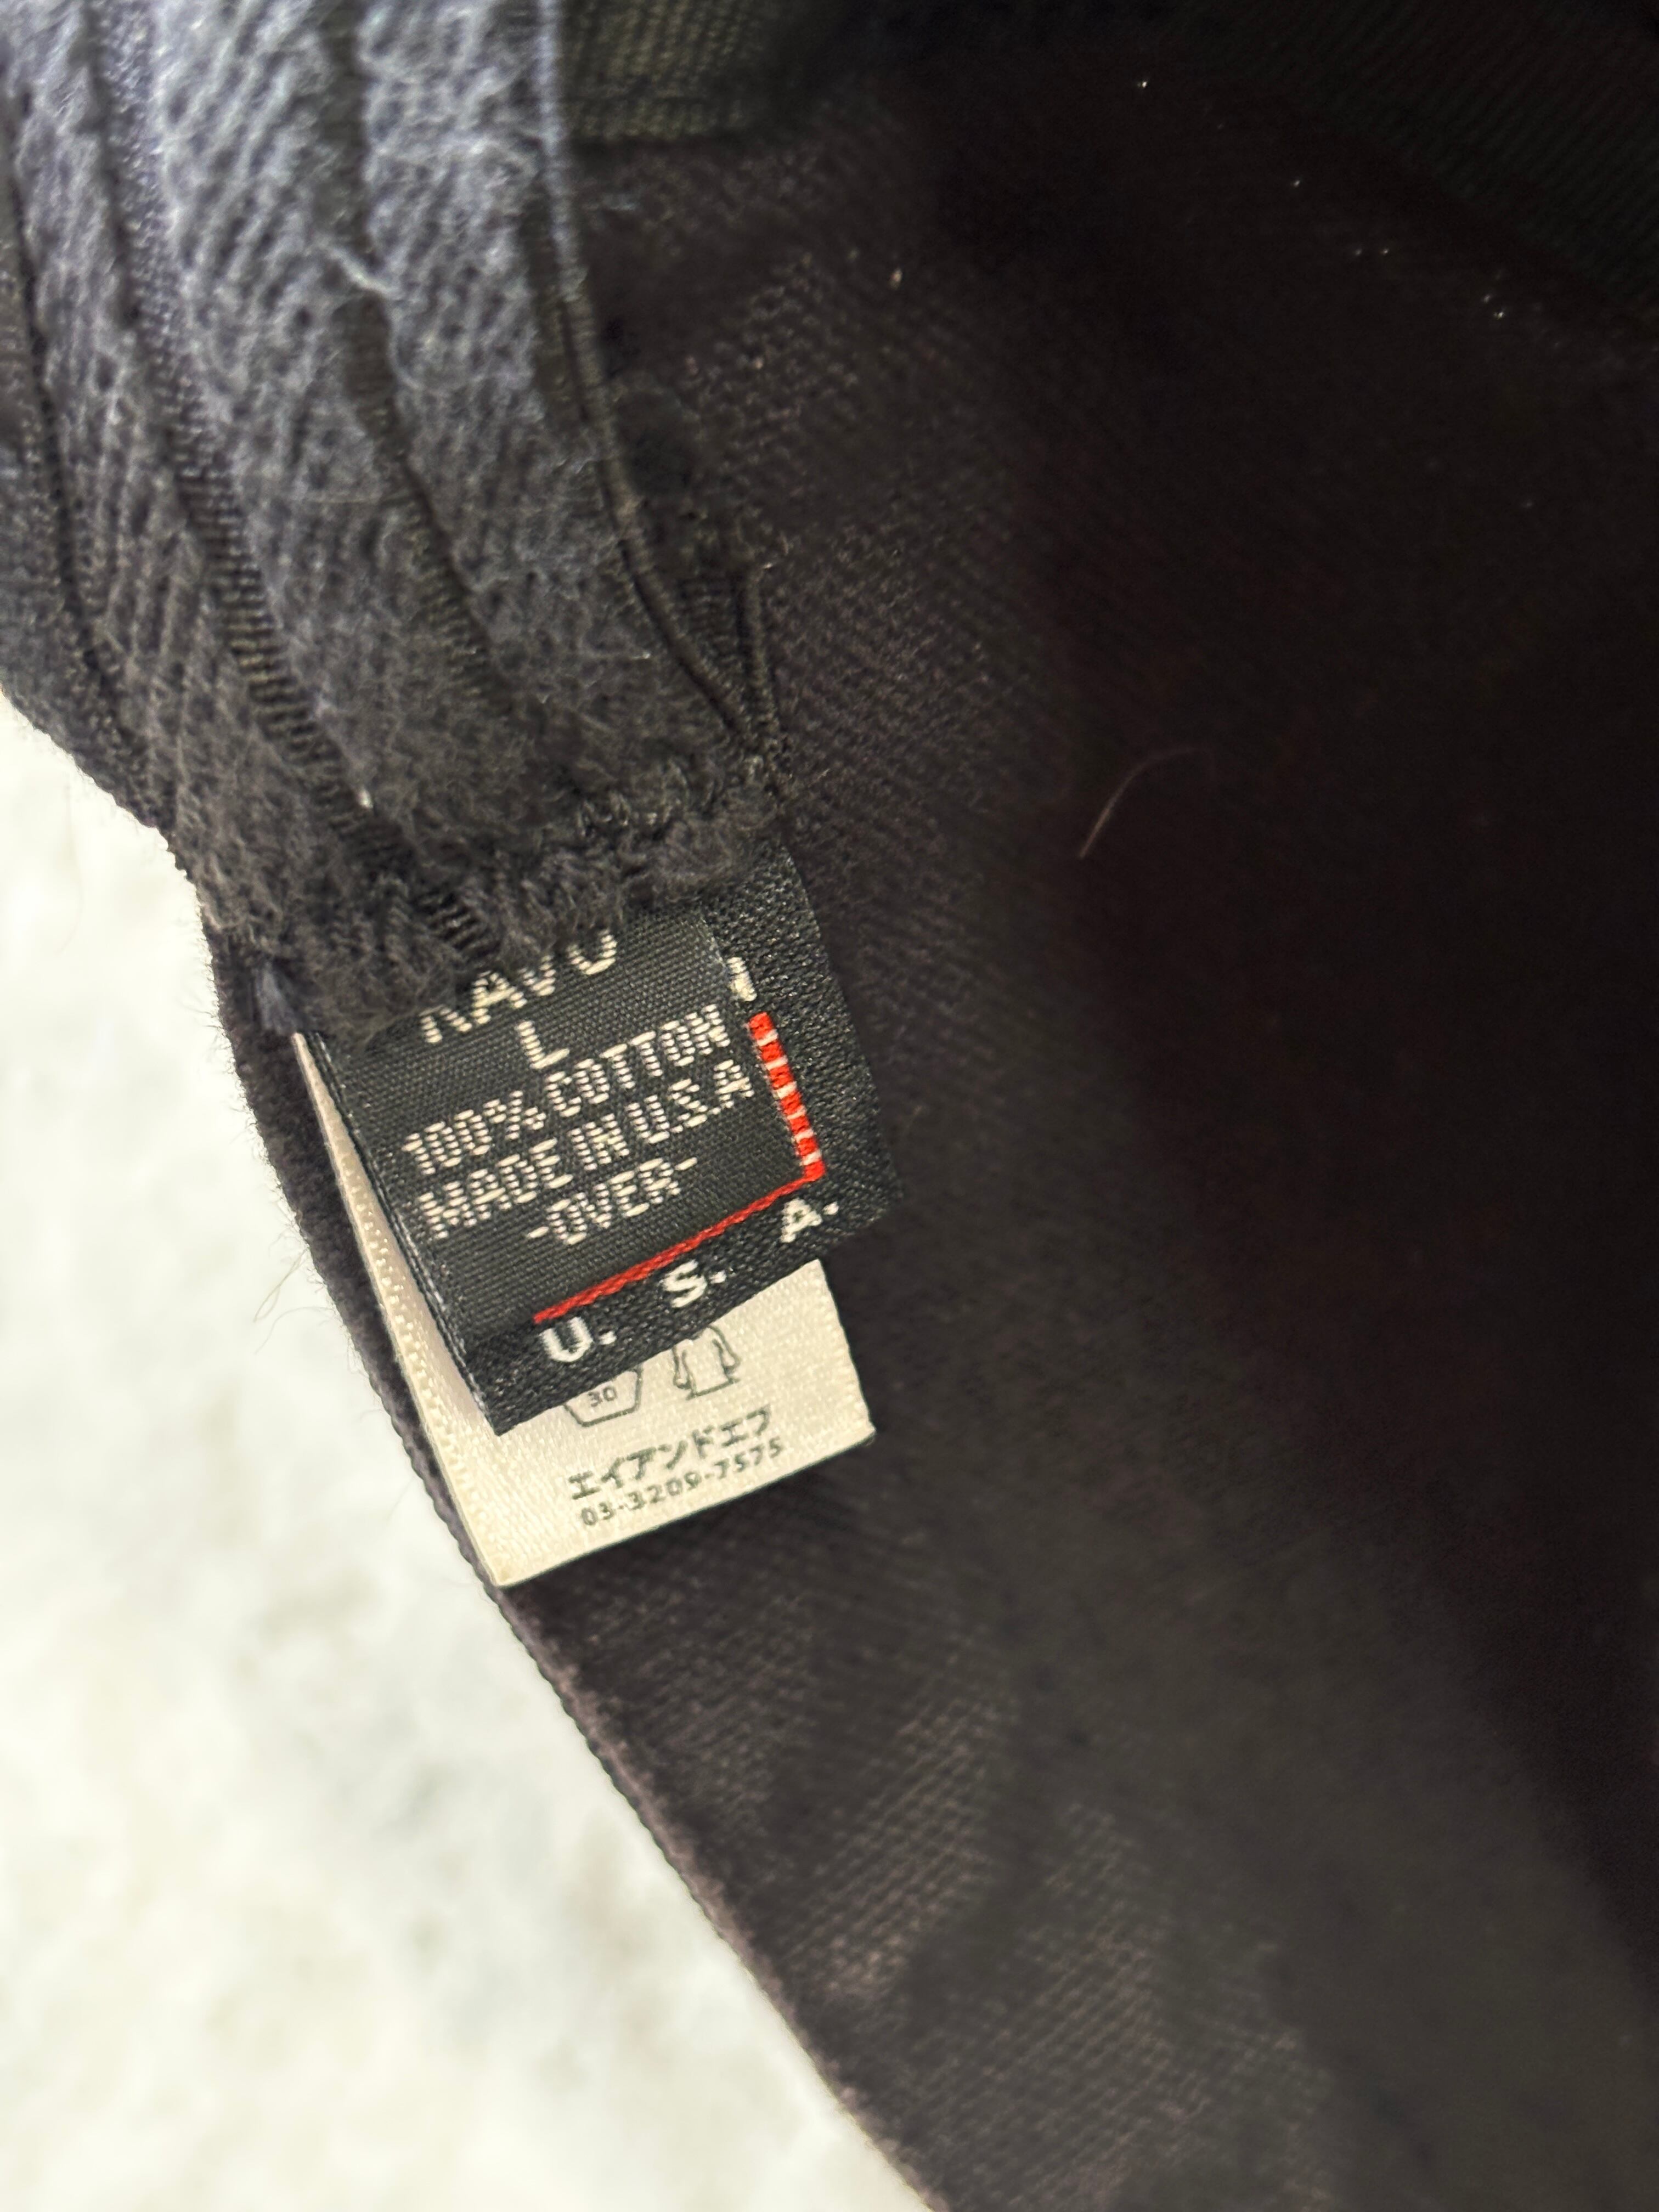 L
100% COTTON
MADE IN U.S.A
-OVER-
U. S. A.
30
エイアンドエフ
03-3209-7575